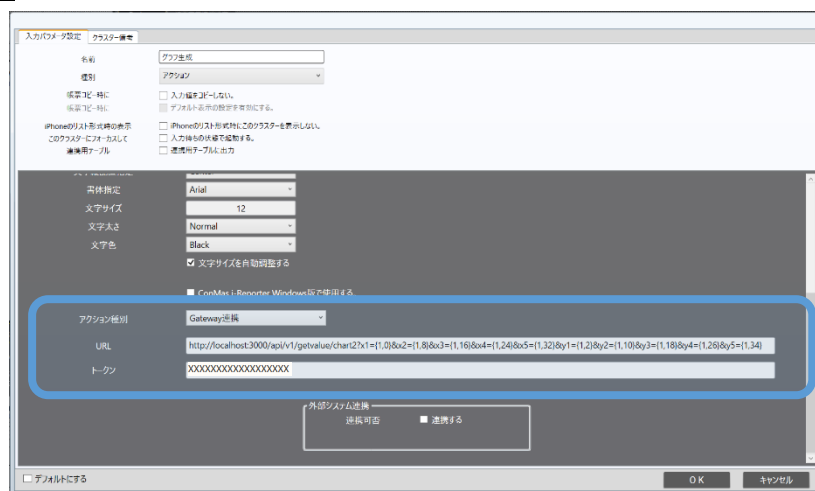 入力パラメータ設定 クラスター備考
名前 グラフ生成
種別 アクション
帳票コピー時に 入力値をコピーしない。
帳票コピー時に デフォルト表示の設定を有効にする。
iPhoneのリスト形式時の表示 iPhoneのリスト形式時にこのクラスターを表示しない。
このクラスターにフォーカスして 入力待ちの状態で起動する。
連携用テーブル 連携用テーブルに出力
書体指定 Arial
文字サイズ 12
文字太さ Normal
文字色 Black
文字サイズを自動調整する
ConMas i-Reporter Windows版で使用する。
アクション種別 Gateway連携
URL http://localhost:3000/api/v1/getvalue/chart2?x1={1,0}&x2={1,8}&x3={1,16}&x4={1,24}&x5={1,32}&y1={1,2}&y2={1,10}&y3={1,18}&y4={1,26}&y5={1,34}
トークン XXXXXXXXXXXXXXXXXXX
外部システム連携
連携可否 連携する
デフォルトにする OK キャンセル